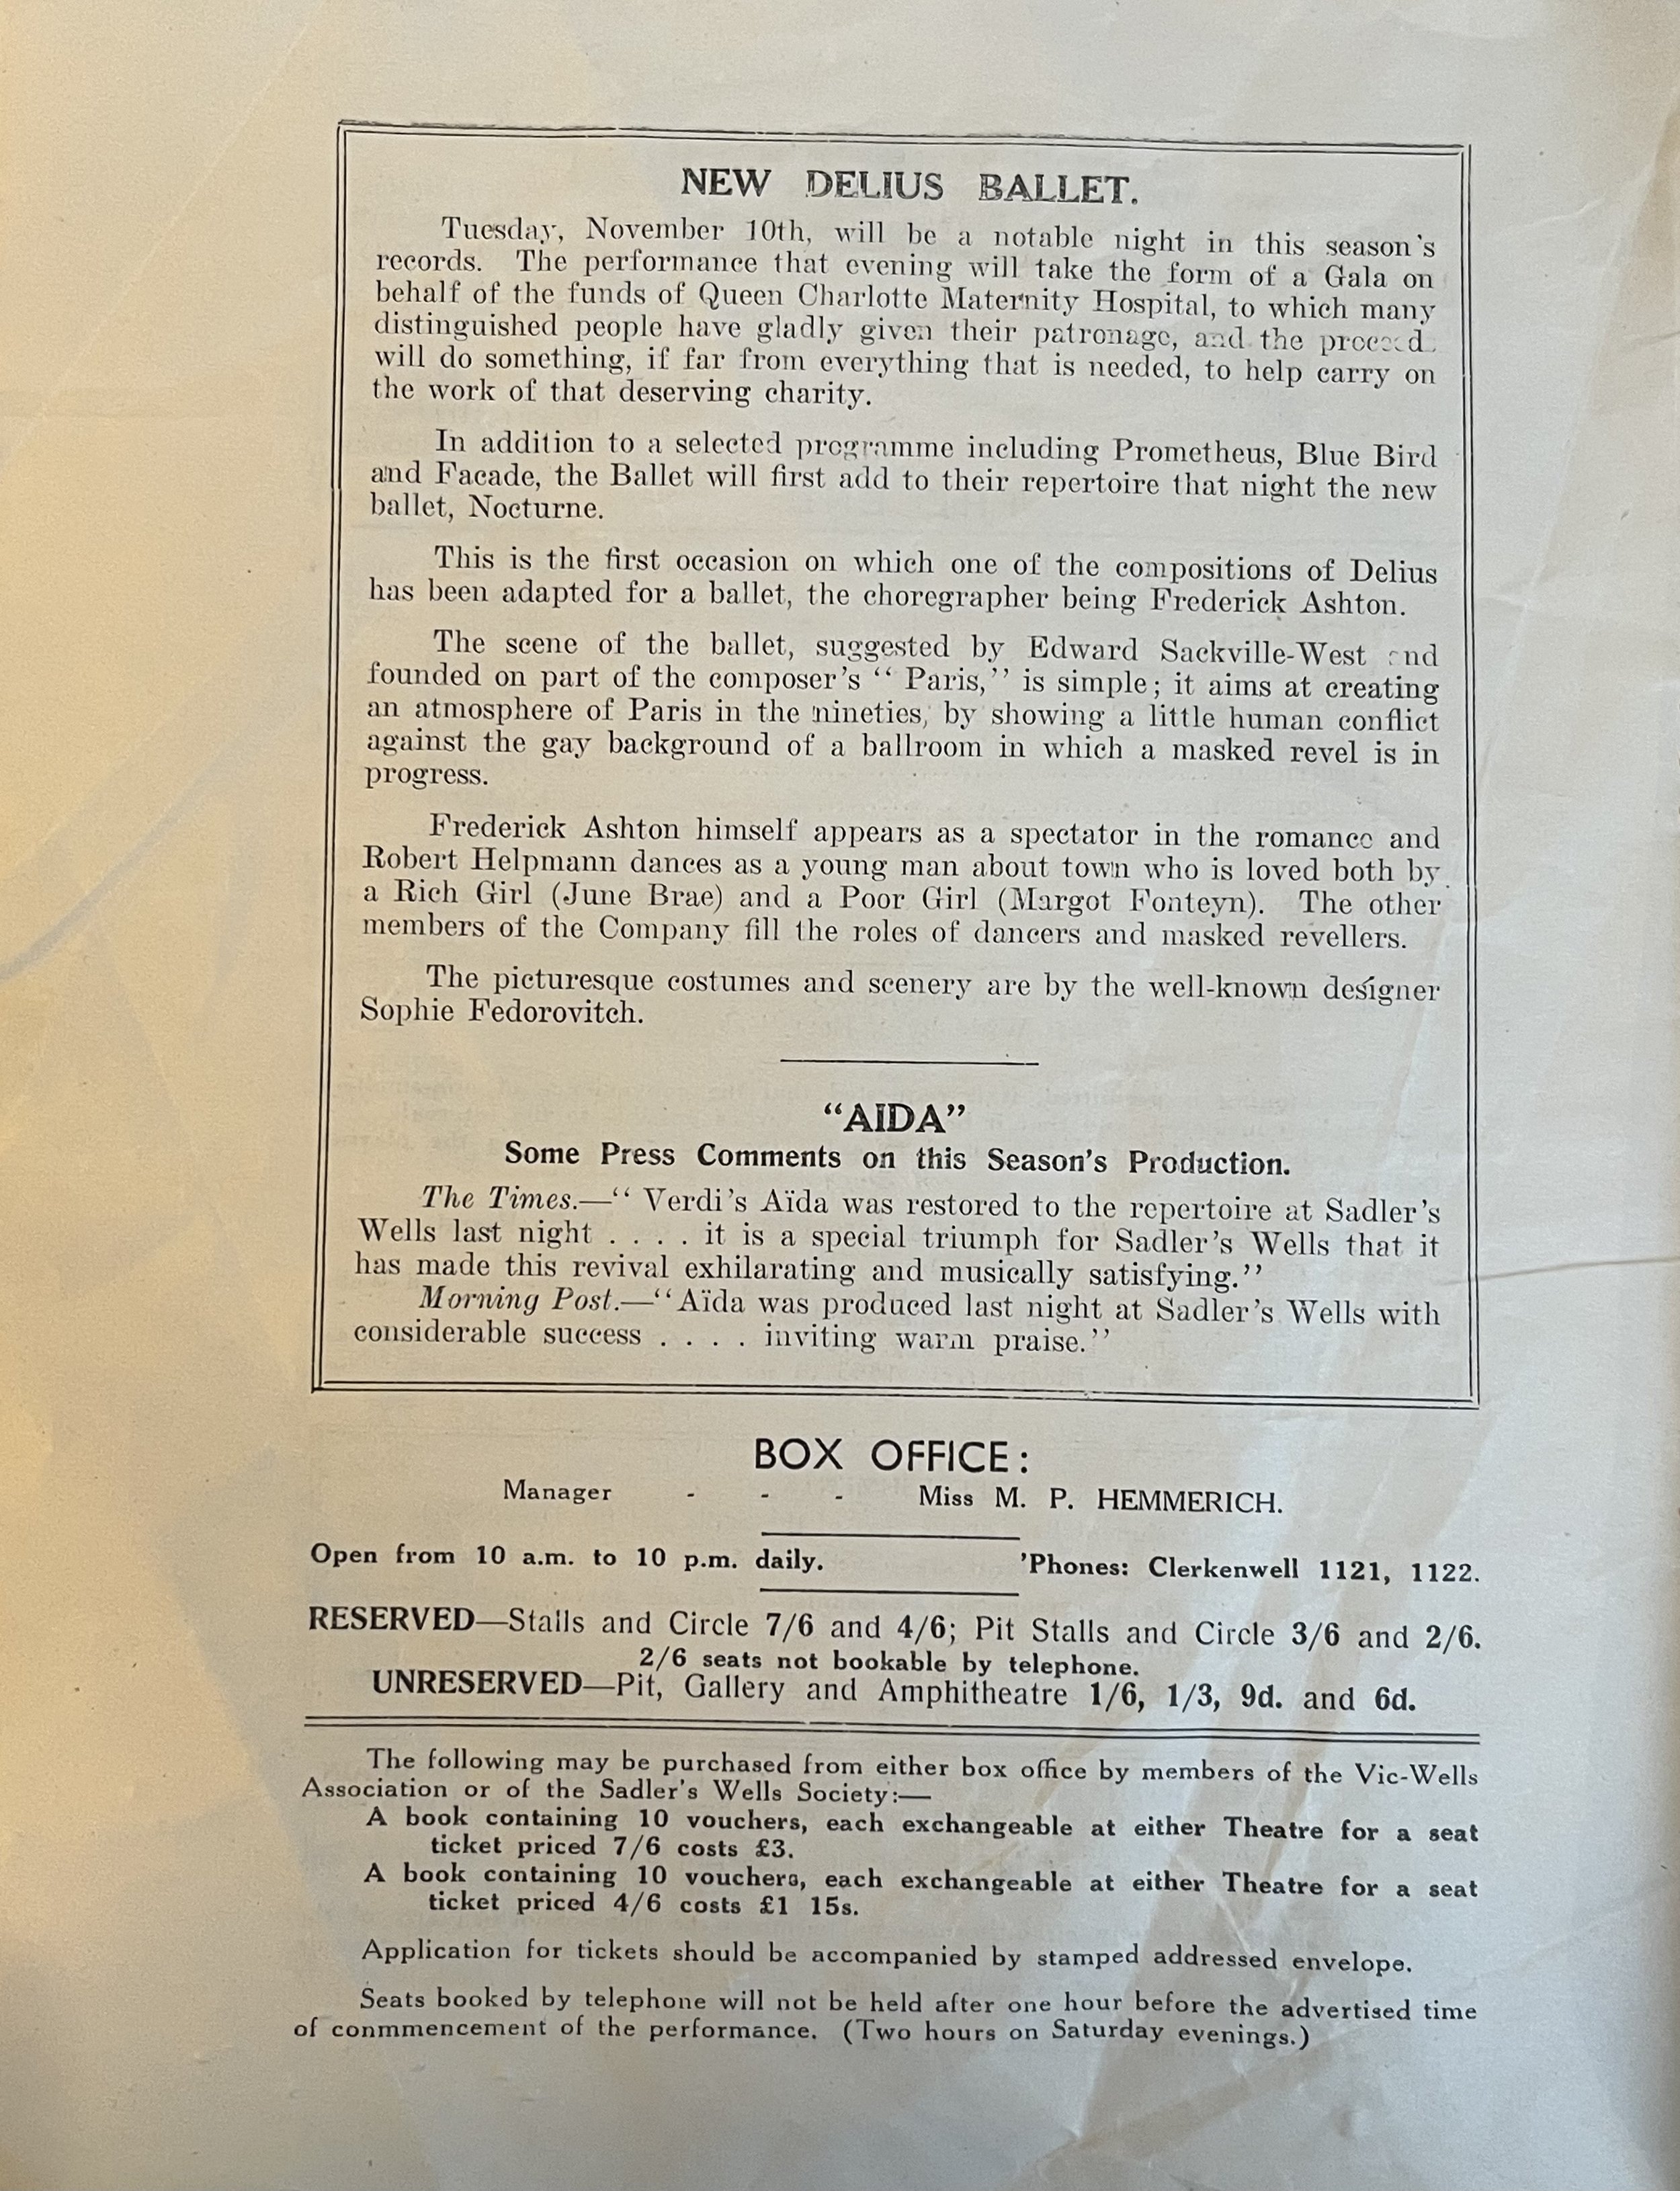 NEW DELIUS BALLET.
Tuesday, November 10th, will be a notable night in this season's
records. The performance that evening will take the form of a Gala on
behalf of the funds of Queen Charlotte Maternity Hospital, to which many
distinguished people have gladly given their patronage, and the proceed
will do something, if far from everything that is needed, to help carry on
the work of that deserving charity.
In addition to a selected programme including Prometheus, Blue Bird
and Facade, the Ballet will first add to their repertoire that night the new
ballet, Nocturne.
This is the first occasion on which one of the compositions of Delius
has been adapted for a ballet, the choregrapher being Frederick Ashton.
The scene of the ballet, suggested by Edward Sackville-West and
founded on part of the composer's “ Paris,” is simple; it aims at creating
an atmosphere of Paris in the nineties, by showing a little human conflict
against the gay background of a ballroom in which a masked revel is in
progress.
Frederick Ashton himself appears as a spectator in the romance and
Robert Helpmann dances as a young man about town who is loved both by
a Rich Girl (June Brae) and a Poor Girl (Margot Fonteyn). The other
members of the Company fill the roles of dancers and masked revellers.
The picturesque costumes and scenery are by the well-known designer
Sophie Fedorovitch.
“AIDA”
Some Press Comments on this Season's Production.
The Times.—“ Verdi's Aïda was restored to the repertoire at Sadler's
Wells last night . . . . it is a special triumph for Sadler's Wells that it
has made this revival exhilarating and musically satisfying.”
Morning Post.—“Aïda was produced last night at Sadler's Wells with
considerable success . . . . inviting warm praise.”
BOX OFFICE:
Manager - - - Miss M. P. HEMMERICH.
Open from 10 a.m. to 10 p.m. daily. 'Phones: Clerkenwell 1121, 1122.
RESERVED—Stalls and Circle 7/6 and 4/6; Pit Stalls and Circle 3/6 and 2/6.
2/6 seats not bookable by telephone.
UNRESERVED—Pit, Gallery and Amphitheatre 1/6, 1/3, 9d. and 6d.
The following may be purchased from either box office by members of the Vic-Wells
Association or of the Sadler's Wells Society:—
A book containing 10 vouchers, each exchangeable at either Theatre for a seat
ticket priced 7/6 costs £3.
A book containing 10 vouchers, each exchangeable at either Theatre for a seat
ticket priced 4/6 costs £1 15s.
Application for tickets should be accompanied by stamped addressed envelope.
Seats booked by telephone will not be held after one hour before the advertised time
of conmmencement of the performance. (Two hours on Saturday evenings.)